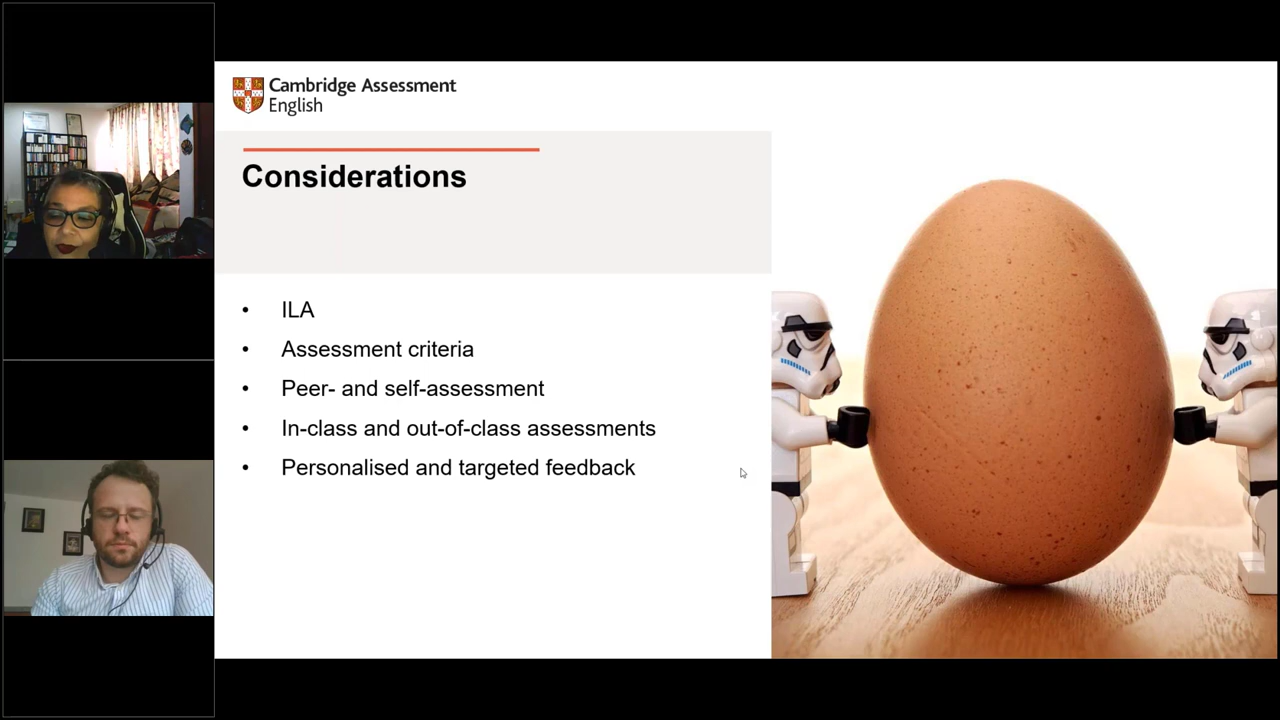 Cambridge Assessment
English
Considerations
• ILA
• Assessment criteria
• Peer- and self-assessment
• In-class and out-of-class assessments
• Personalised and targeted feedback